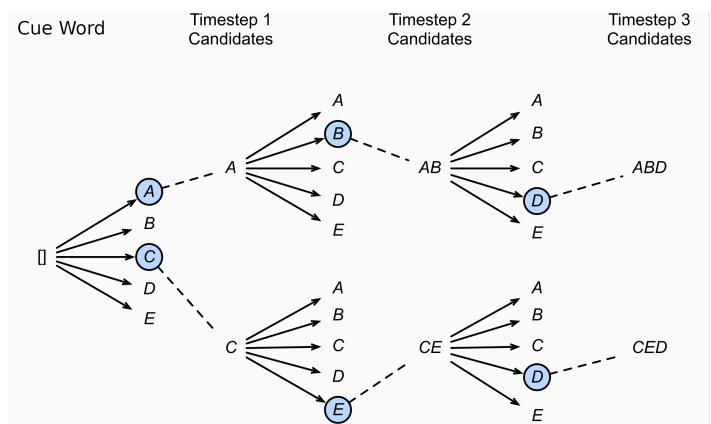 Cue Word
Timestep 1
Candidates
Timestep 2
Candidates
Timestep 3
Candidates
[]
A
B
C
D
E
A
A
B
C
D
E
C
A
B
C
D
E
AB
A
B
C
D
E
CE
A
B
C
D
E
ABD
CED